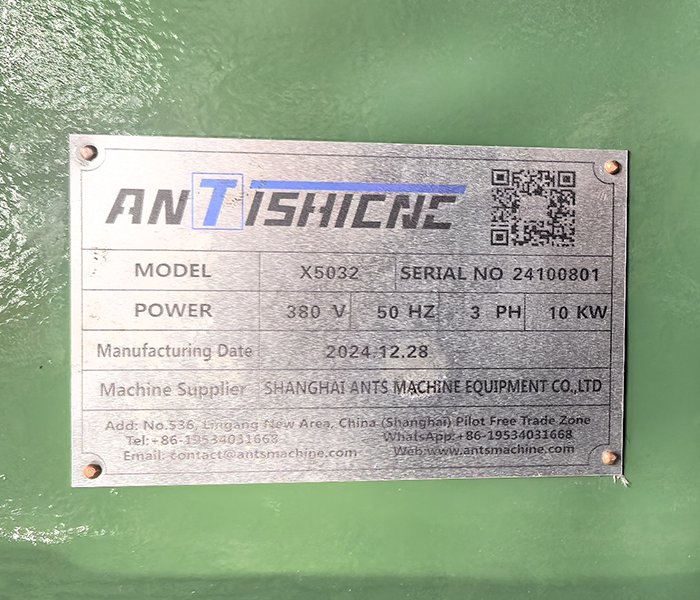 ANTISHICNC
MODEL X5032 SERIAL NO 24100801
POWER 380 V 50 HZ 3 PH 10 KW
Manufacturing Date 2024.12.28
Machine Supplier SHANGHAI ANTS MACHINE EQUIPMENT CO.,LTD
Add: No.536, Lingang New Area, China (Shanghai) Pilot Free Trade Zone
Tel:+86-19534031668 WhatsApp:+86-19534031668
Email: contact@antsmachine.com Web:www.antsmachine.com